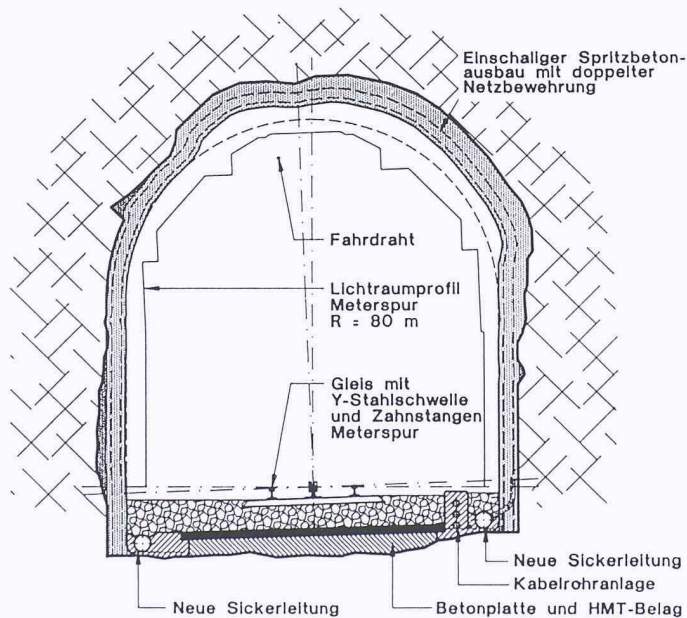 Einschaliger Spritzbeton-
ausbau mit doppelter
Netzbewehrung
Fahrdraht
Lichtraumprofil
Meterspur
R = 80 m
Gleis mit
Y-Stahlschwelle
und Zahnstangen
Meterspur
Neue Sickerleitung
Kabelrohranlage
Neue Sickerleitung
Betonplatte und HMT-Belag